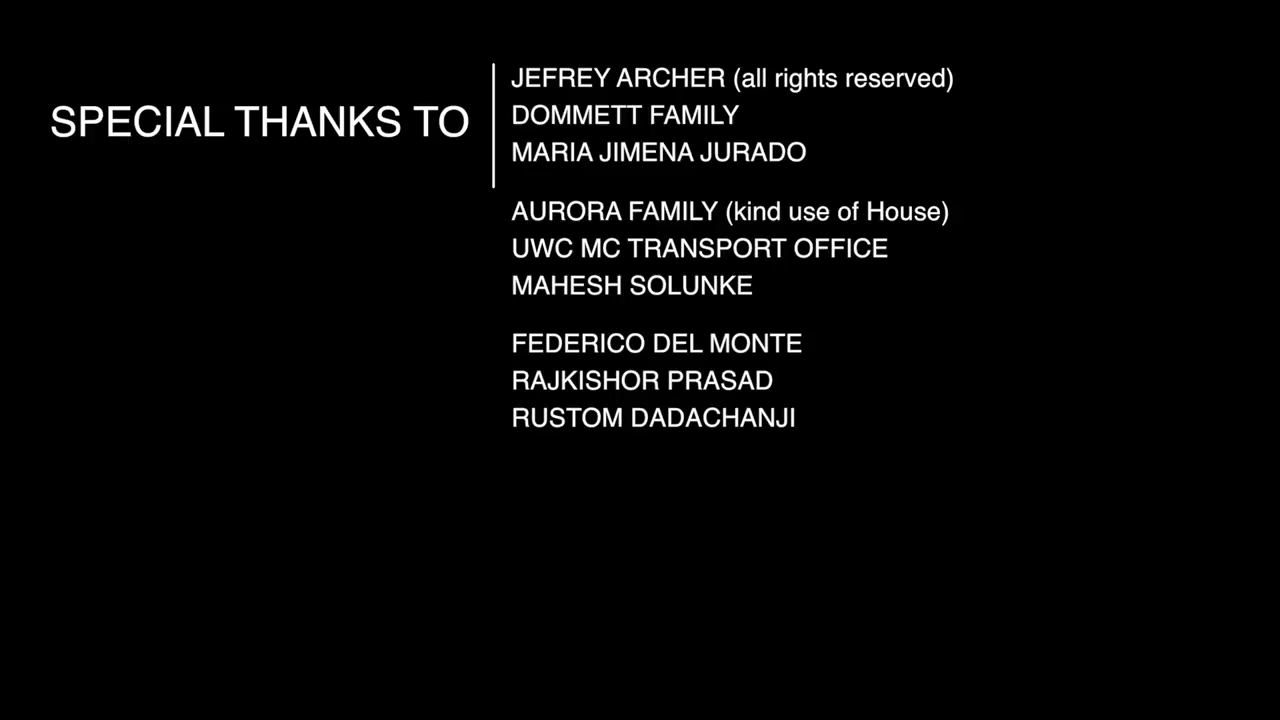 SPECIAL THANKS TO
JEFREY ARCHER (all rights reserved)
DOMMETT FAMILY
MARIA JIMENA JURADO
AURORA FAMILY (kind use of House)
UWC MC TRANSPORT OFFICE
MAHESH SOLUNKE
FEDERICO DEL MONTE
RAJKISHOR PRASAD
RUSTOM DADACHANJI